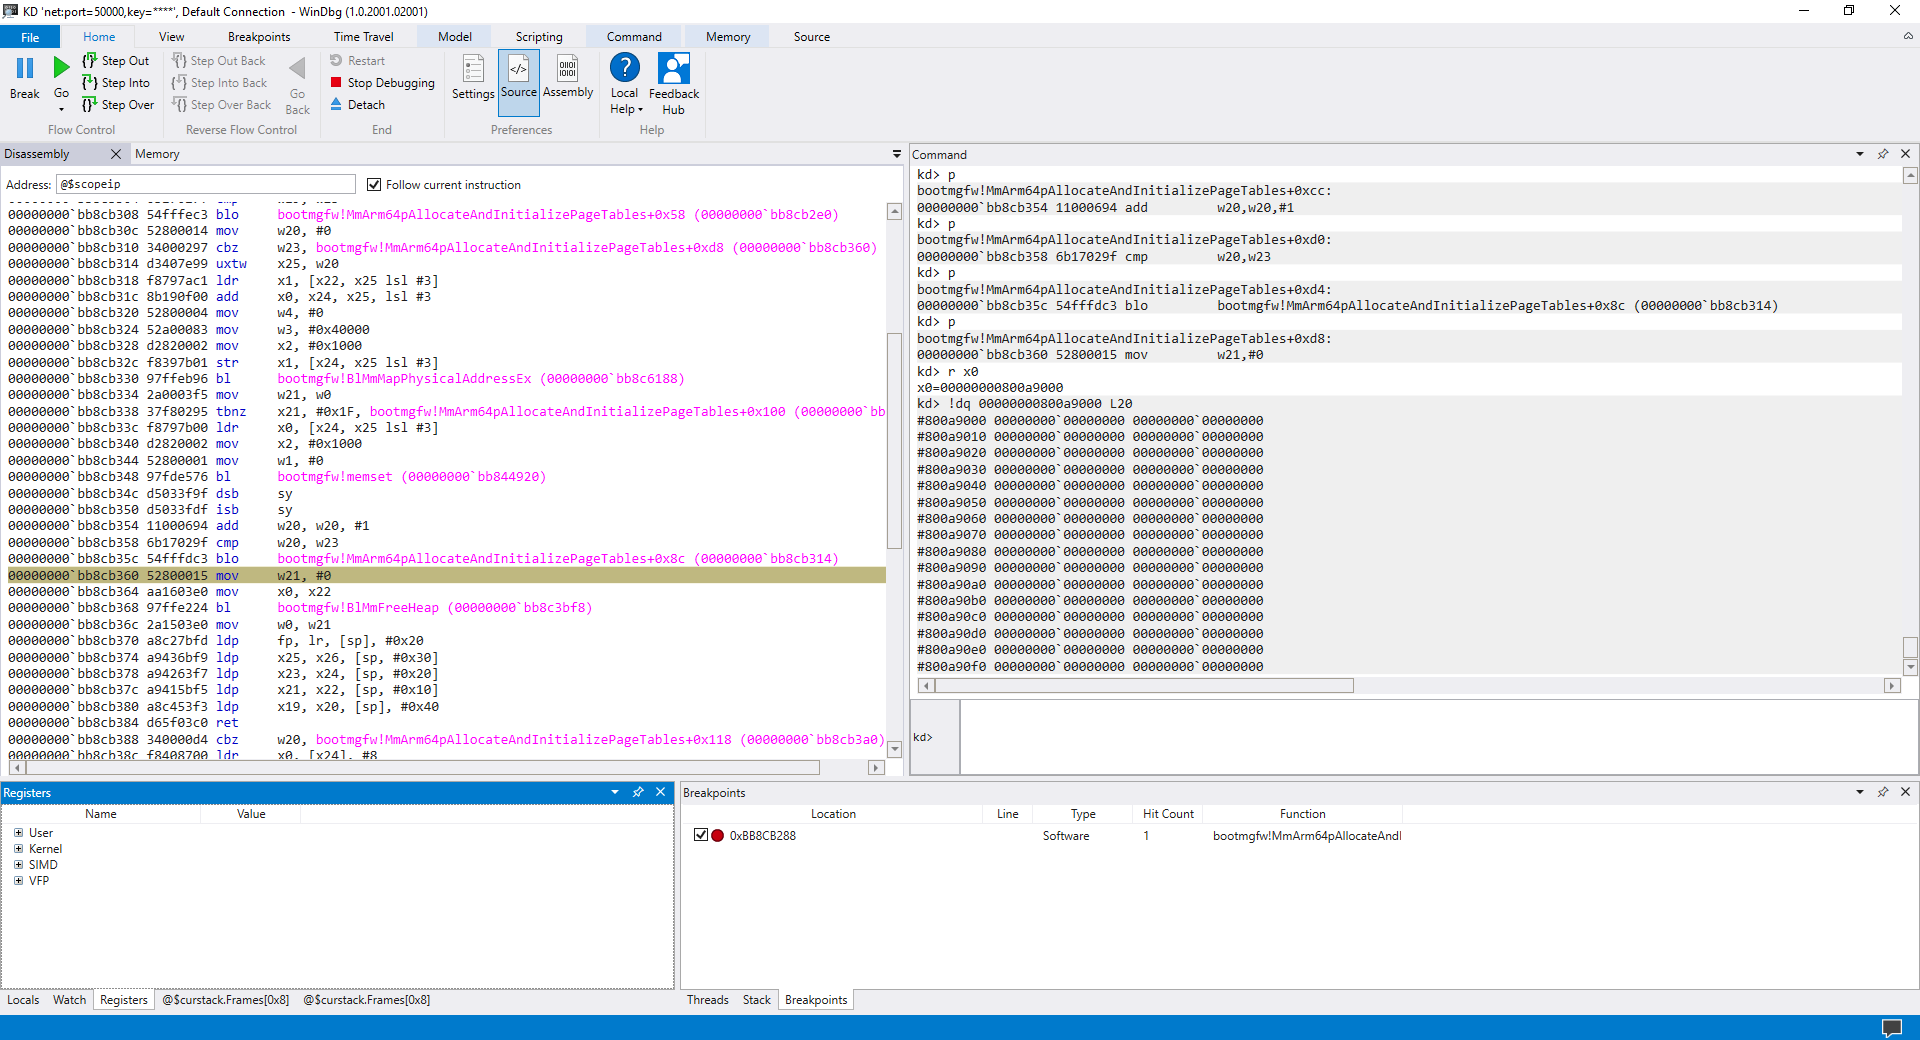 KD 'net:port=50000,key=****', Default Connection  - WinDbg (1.0.2001.02001)
File Home View Breakpoints Time Travel Model Scripting Command Memory Source
Break
Go
Step Out
Step Into
Step Over
Flow Control
Step Out Back
Step Into Back
Step Over Back
Go Back
Reverse Flow Control
Restart
Stop Debugging
Detach
End
Settings
Source
Assembly
Preferences
Local Help
Feedback Hub
Help
Disassembly Memory
Address: @$scopeip Follow current instruction
00000000`bb8cb308 54fffec3 blo     bootmgfw!MmArm64pAllocateAndInitializePageTables+0x58 (00000000`bb8cb2e0)
00000000`bb8cb30c 52800014 mov     w20, #0
00000000`bb8cb310 34000297 cbz     w23, bootmgfw!MmArm64pAllocateAndInitializePageTables+0xd8 (00000000`bb8cb360)
00000000`bb8cb314 d3407e99 uxtw    x25, w20
00000000`bb8cb318 f8797ac1 ldr     x1, [x22, x25 lsl #3]
00000000`bb8cb31c 8b190f00 add     x0, x24, x25, lsl #3
00000000`bb8cb320 52800004 mov     w4, #0
00000000`bb8cb324 52a00083 mov     w3, #0x40000
00000000`bb8cb328 d2820002 mov     x2, #0x1000
00000000`bb8cb32c f8397b01 str     x1, [x24, x25 lsl #3]
00000000`bb8cb330 97ffeb96 bl      bootmgfw!BlMmMapPhysicalAddressEx (00000000`bb8c6188)
00000000`bb8cb334 2a0003f5 mov     w21, w0
00000000`bb8cb338 37f80295 tbnz    x21, #0x1F, bootmgfw!MmArm64pAllocateAndInitializePageTables+0x100 (00000000`bb
00000000`bb8cb33c f8797b00 ldr     x0, [x24, x25 lsl #3]
00000000`bb8cb340 d2820002 mov     x2, #0x1000
00000000`bb8cb344 52800001 mov     w1, #0
00000000`bb8cb348 97fde576 bl      bootmgfw!memset (00000000`bb844920)
00000000`bb8cb34c d5033f9f dsb     sy
00000000`bb8cb350 d5033fdf isb     sy
00000000`bb8cb354 11000694 add     w20, w20, #1
00000000`bb8cb358 6b17029f cmp     w20, w23
00000000`bb8cb35c 54fffdc3 blo     bootmgfw!MmArm64pAllocateAndInitializePageTables+0x8c (00000000`bb8cb314)
00000000`bb8cb360 52800015 mov     w21, #0
00000000`bb8cb364 aa1603e0 mov     x0, x22
00000000`bb8cb368 97ffe224 bl      bootmgfw!BlMmFreeHeap (00000000`bb8c3bf8)
00000000`bb8cb36c 2a1503e0 mov     w0, w21
00000000`bb8cb370 a8c27bfd ldp     fp, lr, [sp], #0x20
00000000`bb8cb374 a9436bf9 ldp     x25, x26, [sp, #0x30]
00000000`bb8cb378 a94263f7 ldp     x23, x24, [sp, #0x20]
00000000`bb8cb37c a9415bf5 ldp     x21, x22, [sp, #0x10]
00000000`bb8cb380 a8c453f3 ldp     x19, x20, [sp], #0x40
00000000`bb8cb384 d65f03c0 ret
00000000`bb8cb388 340000d4 cbz     w20, bootmgfw!MmArm64pAllocateAndInitializePageTables+0x118 (00000000`bb8cb3a0)
00000000`bb8cb38c f8408700 ldr     x0, [x24], #8
Command
kd> p
bootmgfw!MmArm64pAllocateAndInitializePageTables+0xcc:
00000000`bb8cb354 11000694 add         w20,w20,#1
kd> p
bootmgfw!MmArm64pAllocateAndInitializePageTables+0xd0:
00000000`bb8cb358 6b17029f cmp         w20,w23
kd> p
bootmgfw!MmArm64pAllocateAndInitializePageTables+0xd4:
00000000`bb8cb35c 54fffdc3 blo         bootmgfw!MmArm64pAllocateAndInitializePageTables+0x8c (00000000`bb8cb314)
kd> p
bootmgfw!MmArm64pAllocateAndInitializePageTables+0xd8:
00000000`bb8cb360 52800015 mov         w21,#0
kd> r x0
x0=00000000800a9000
kd> !dq 00000000800a9000 L20
#800a9000 00000000`00000000 00000000`00000000
#800a9010 00000000`00000000 00000000`00000000
#800a9020 00000000`00000000 00000000`00000000
#800a9030 00000000`00000000 00000000`00000000
#800a9040 00000000`00000000 00000000`00000000
#800a9050 00000000`00000000 00000000`00000000
#800a9060 00000000`00000000 00000000`00000000
#800a9070 00000000`00000000 00000000`00000000
#800a9080 00000000`00000000 00000000`00000000
#800a9090 00000000`00000000 00000000`00000000
#800a90a0 00000000`00000000 00000000`00000000
#800a90b0 00000000`00000000 00000000`00000000
#800a90c0 00000000`00000000 00000000`00000000
#800a90d0 00000000`00000000 00000000`00000000
#800a90e0 00000000`00000000 00000000`00000000
#800a90f0 00000000`00000000 00000000`00000000
kd>
Registers
Name Value
User
Kernel
SIMD
VFP
Locals Watch Registers @$curstack.Frames[0x8] @$curstack.Frames[0x8]
Breakpoints
Location Line Type Hit Count Function
0xBB8CB288 Software 1 bootmgfw!MmArm64pAllocateAndI
Threads Stack Breakpoints